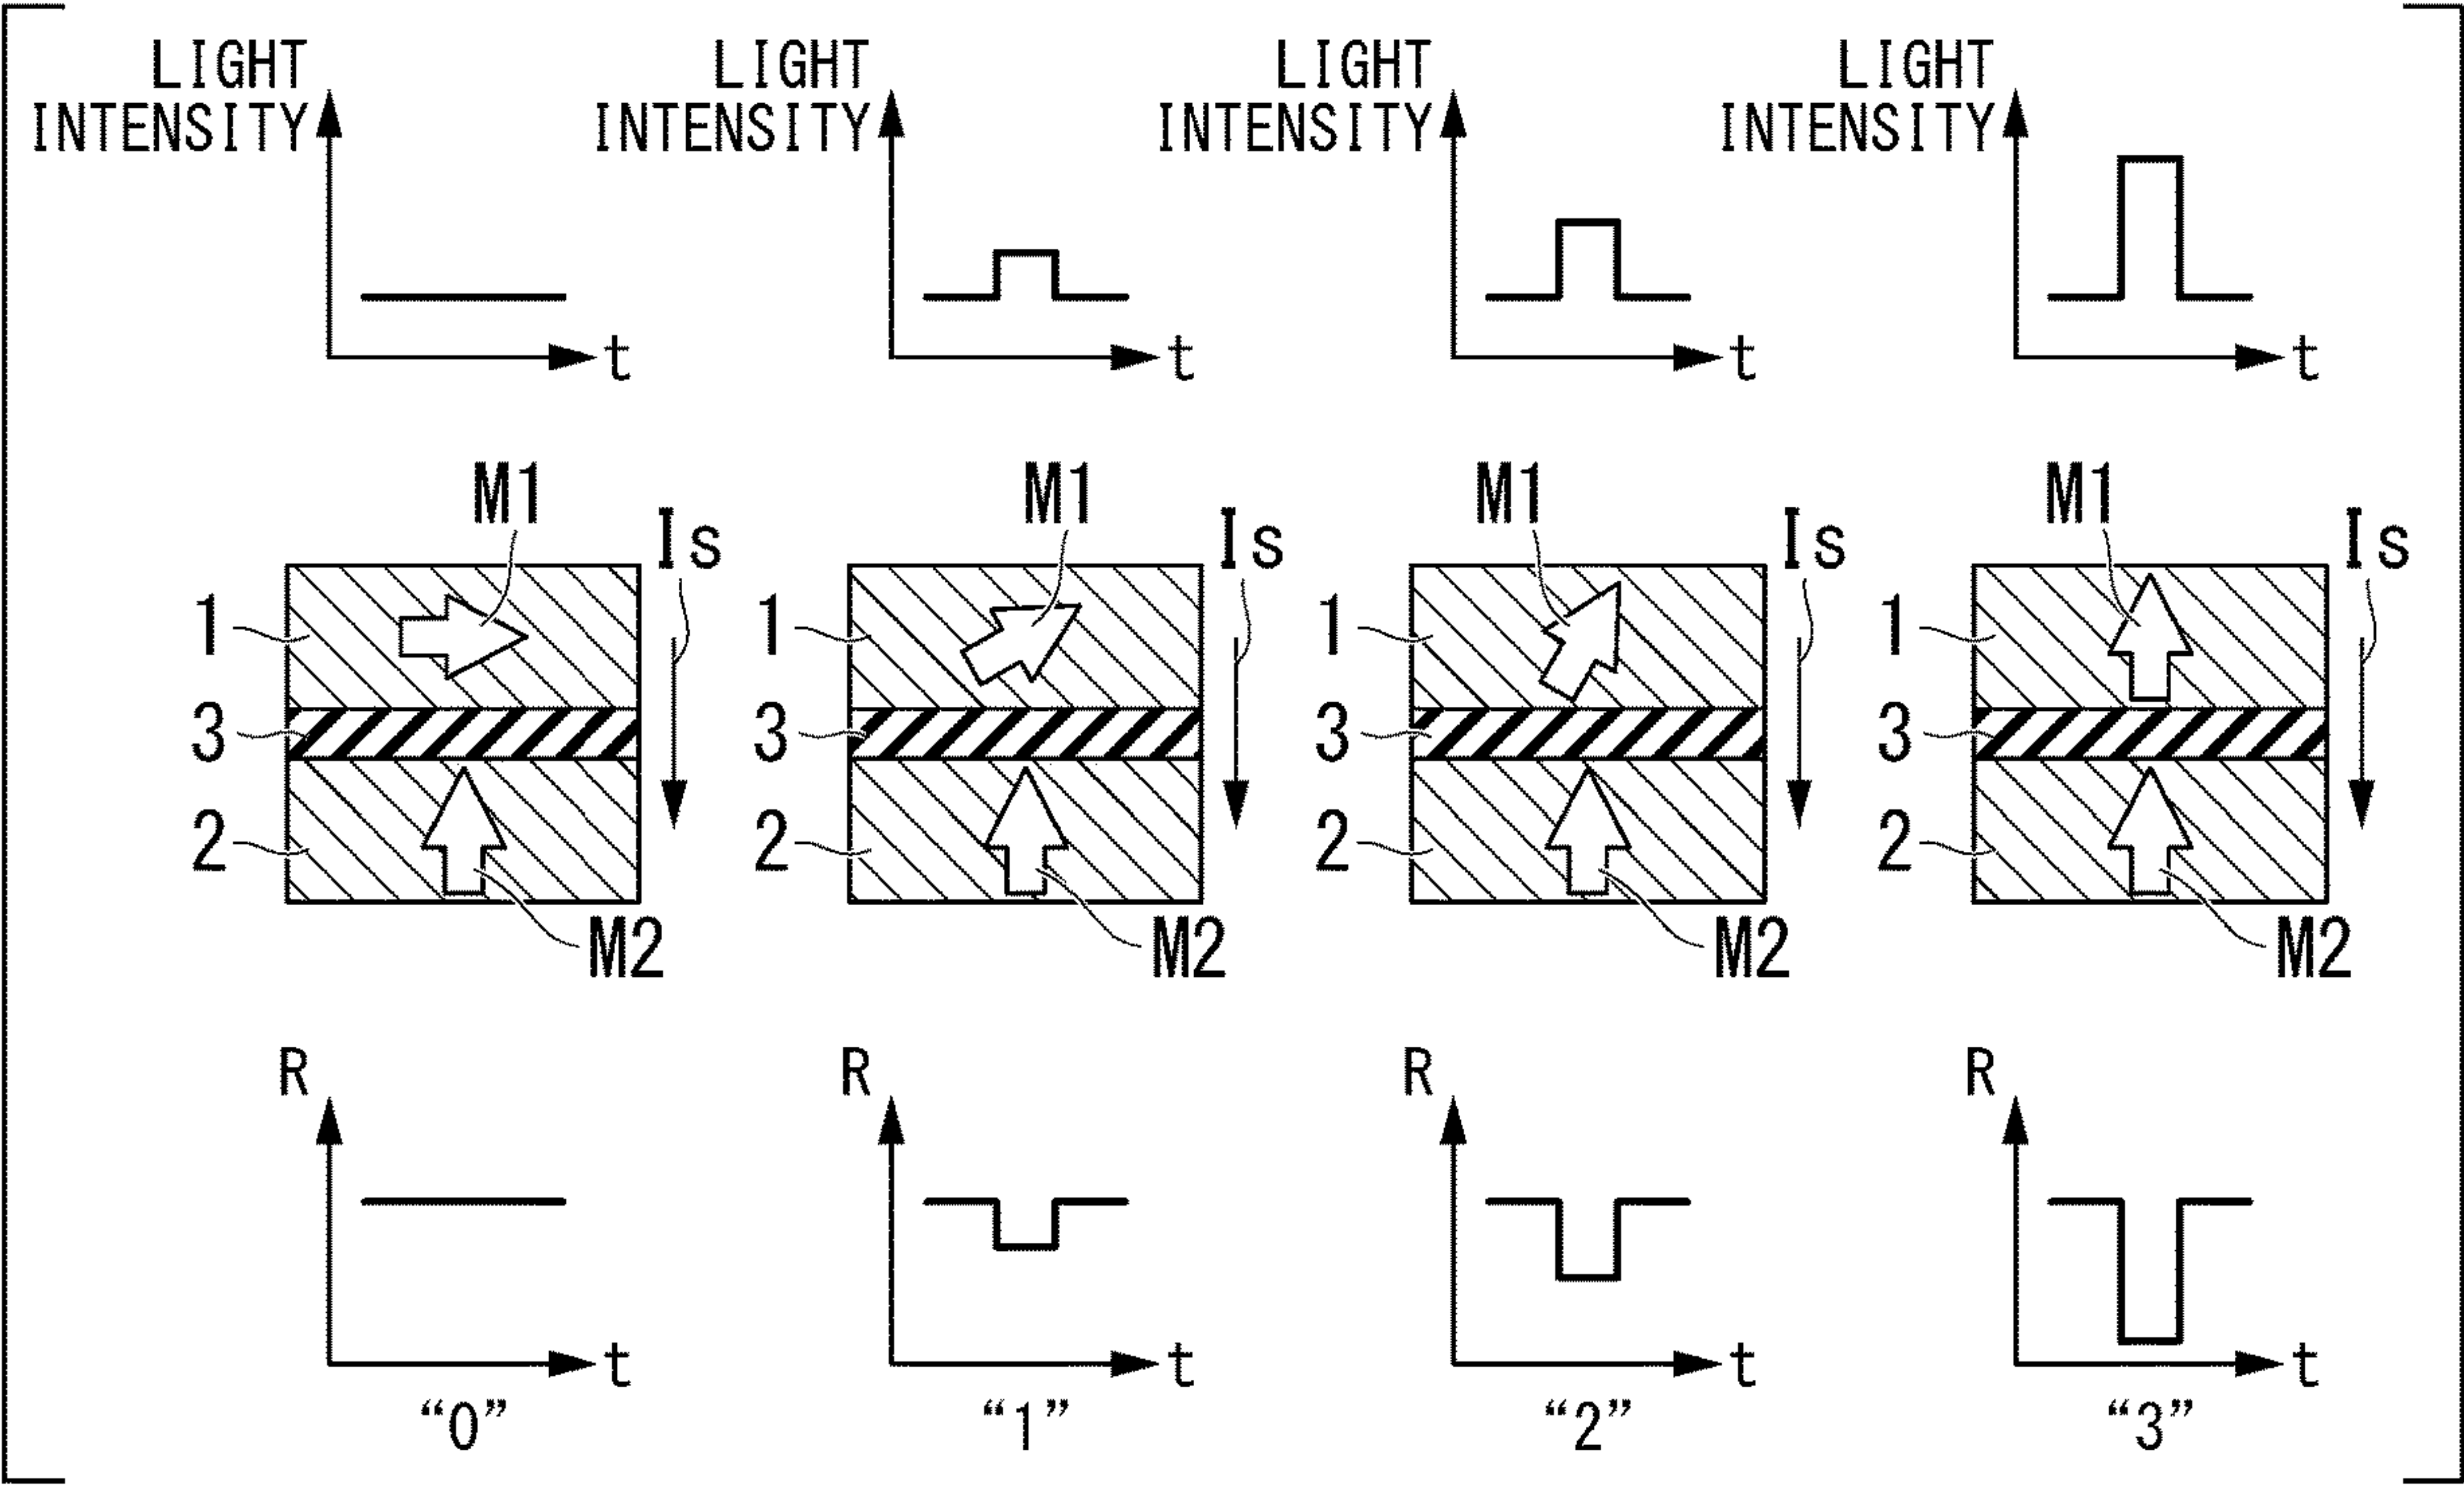 LIGHT INTENSITY
LIGHT INTENSITY
LIGHT INTENSITY
LIGHT INTENSITY
t
t
t
t
M1
Is
1
3
2
M2
M1
Is
1
3
2
M2
M1
Is
1
3
2
M2
M1
Is
1
3
2
M2
R
R
R
R
t
t
t
t
“0”
“1”
“2”
“3”